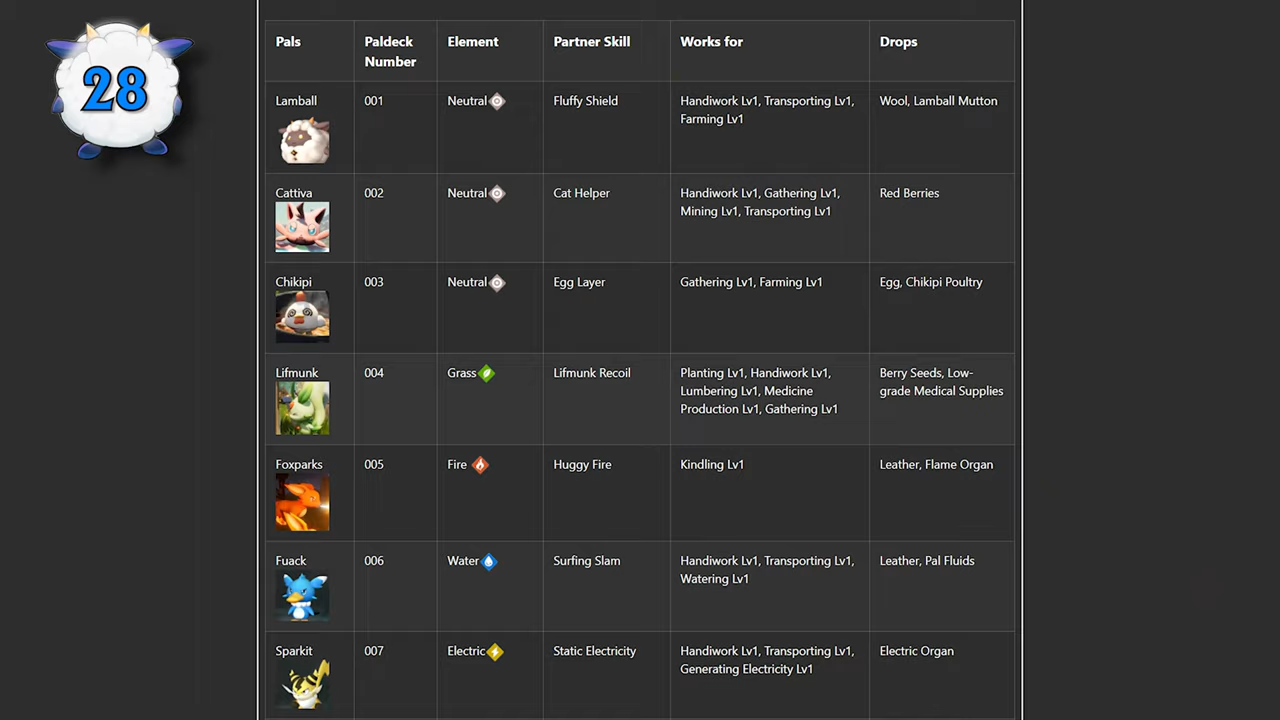 28
Pals
Paldeck
Number
Element
Partner Skill
Works for
Drops
Lamball
001
Neutral
Fluffy Shield
Handiwork Lv1, Transporting Lv1,
Farming Lv1
Wool, Lamball Mutton
Cattiva
002
Neutral
Cat Helper
Handiwork Lv1, Gathering Lv1,
Mining Lv1, Transporting Lv1
Red Berries
Chikipi
003
Neutral
Egg Layer
Gathering Lv1, Farming Lv1
Egg, Chikipi Poultry
Lifmunk
004
Grass
Lifmunk Recoil
Planting Lv1, Handiwork Lv1,
Lumbering Lv1, Medicine
Production Lv1, Gathering Lv1
Berry Seeds, Low-
grade Medical Supplies
Foxparks
005
Fire
Huggy Fire
Kindling Lv1
Leather, Flame Organ
Fuack
006
Water
Surfing Slam
Handiwork Lv1, Transporting Lv1,
Watering Lv1
Leather, Pal Fluids
Sparkit
007
Electric
Static Electricity
Handiwork Lv1, Transporting Lv1,
Generating Electricity Lv1
Electric Organ